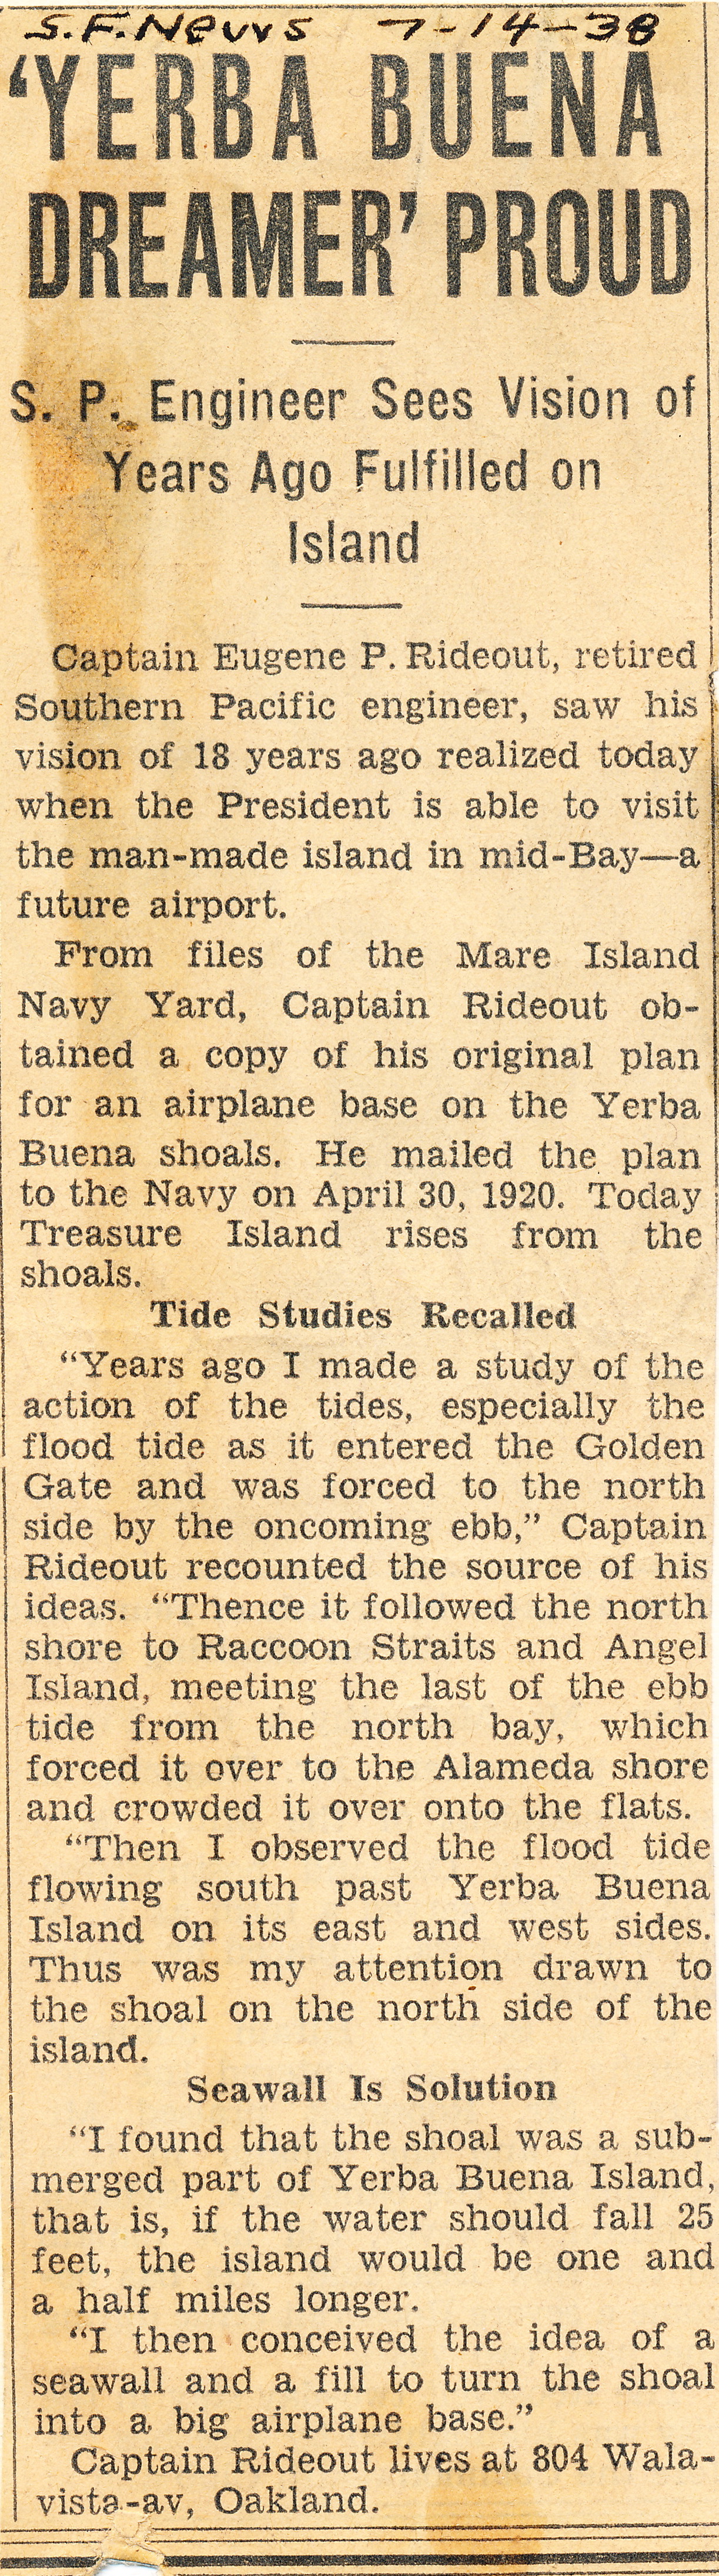 S.F. News 7-14-38
'YERBA BUENA
DREAMER' PROUD
S. P. Engineer Sees Vision of
Years Ago Fulfilled on
Island
Captain Eugene P. Rideout, retired
Southern Pacific engineer, saw his
vision of 18 years ago realized today
when the President is able to visit
the man-made island in mid-Bay—a
future airport.
From files of the Mare Island
Navy Yard, Captain Rideout ob-
tained a copy of his original plan
for an airplane base on the Yerba
Buena shoals. He mailed the plan
to the Navy on April 30, 1920. Today
Treasure Island rises from the
shoals.
Tide Studies Recalled
"Years ago I made a study of the
action of the tides, especially the
flood tide as it entered the Golden
Gate and was forced to the north
side by the oncoming ebb," Captain
Rideout recounted the source of his
ideas. "Thence it followed the north
shore to Raccoon Straits and Angel
Island, meeting the last of the ebb
tide from the north bay, which
forced it over to the Alameda shore
and crowded it over onto the flats.
"Then I observed the flood tide
flowing south past Yerba Buena
Island on its east and west sides.
Thus was my attention drawn to
the shoal on the north side of the
island.
Seawall Is Solution
"I found that the shoal was a sub-
merged part of Yerba Buena Island,
that is, if the water should fall 25
feet, the island would be one and
a half miles longer.
"I then conceived the idea of a
seawall and a fill to turn the shoal
into a big airplane base."
Captain Rideout lives at 804 Wala-
vista-av, Oakland.